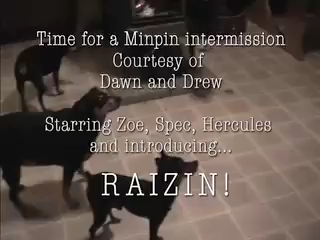 Time for a Minpin intermission
Courtesy of
Dawn and Drew
Starring Zoe, Spec, Hercules
and introducing...
RAIZIN!